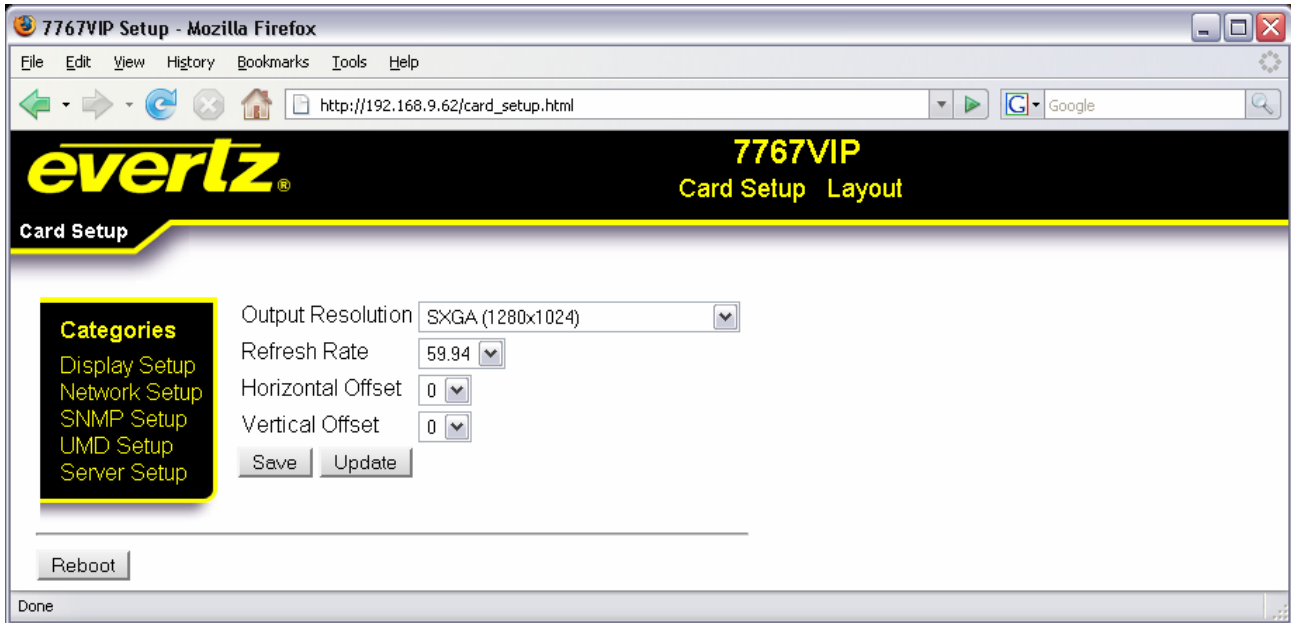 7767VIP Setup - Mozilla Firefox
File Edit View History Bookmarks Tools Help
http://192.168.9.62/card_setup.html
G Google
evertz®
7767VIP
Card Setup Layout
Card Setup
Categories
Display Setup
Network Setup
SNMP Setup
UMD Setup
Server Setup
Output Resolution SXGA (1280x1024)
Refresh Rate 59.94
Horizontal Offset 0
Vertical Offset 0
Save Update
Reboot
Done